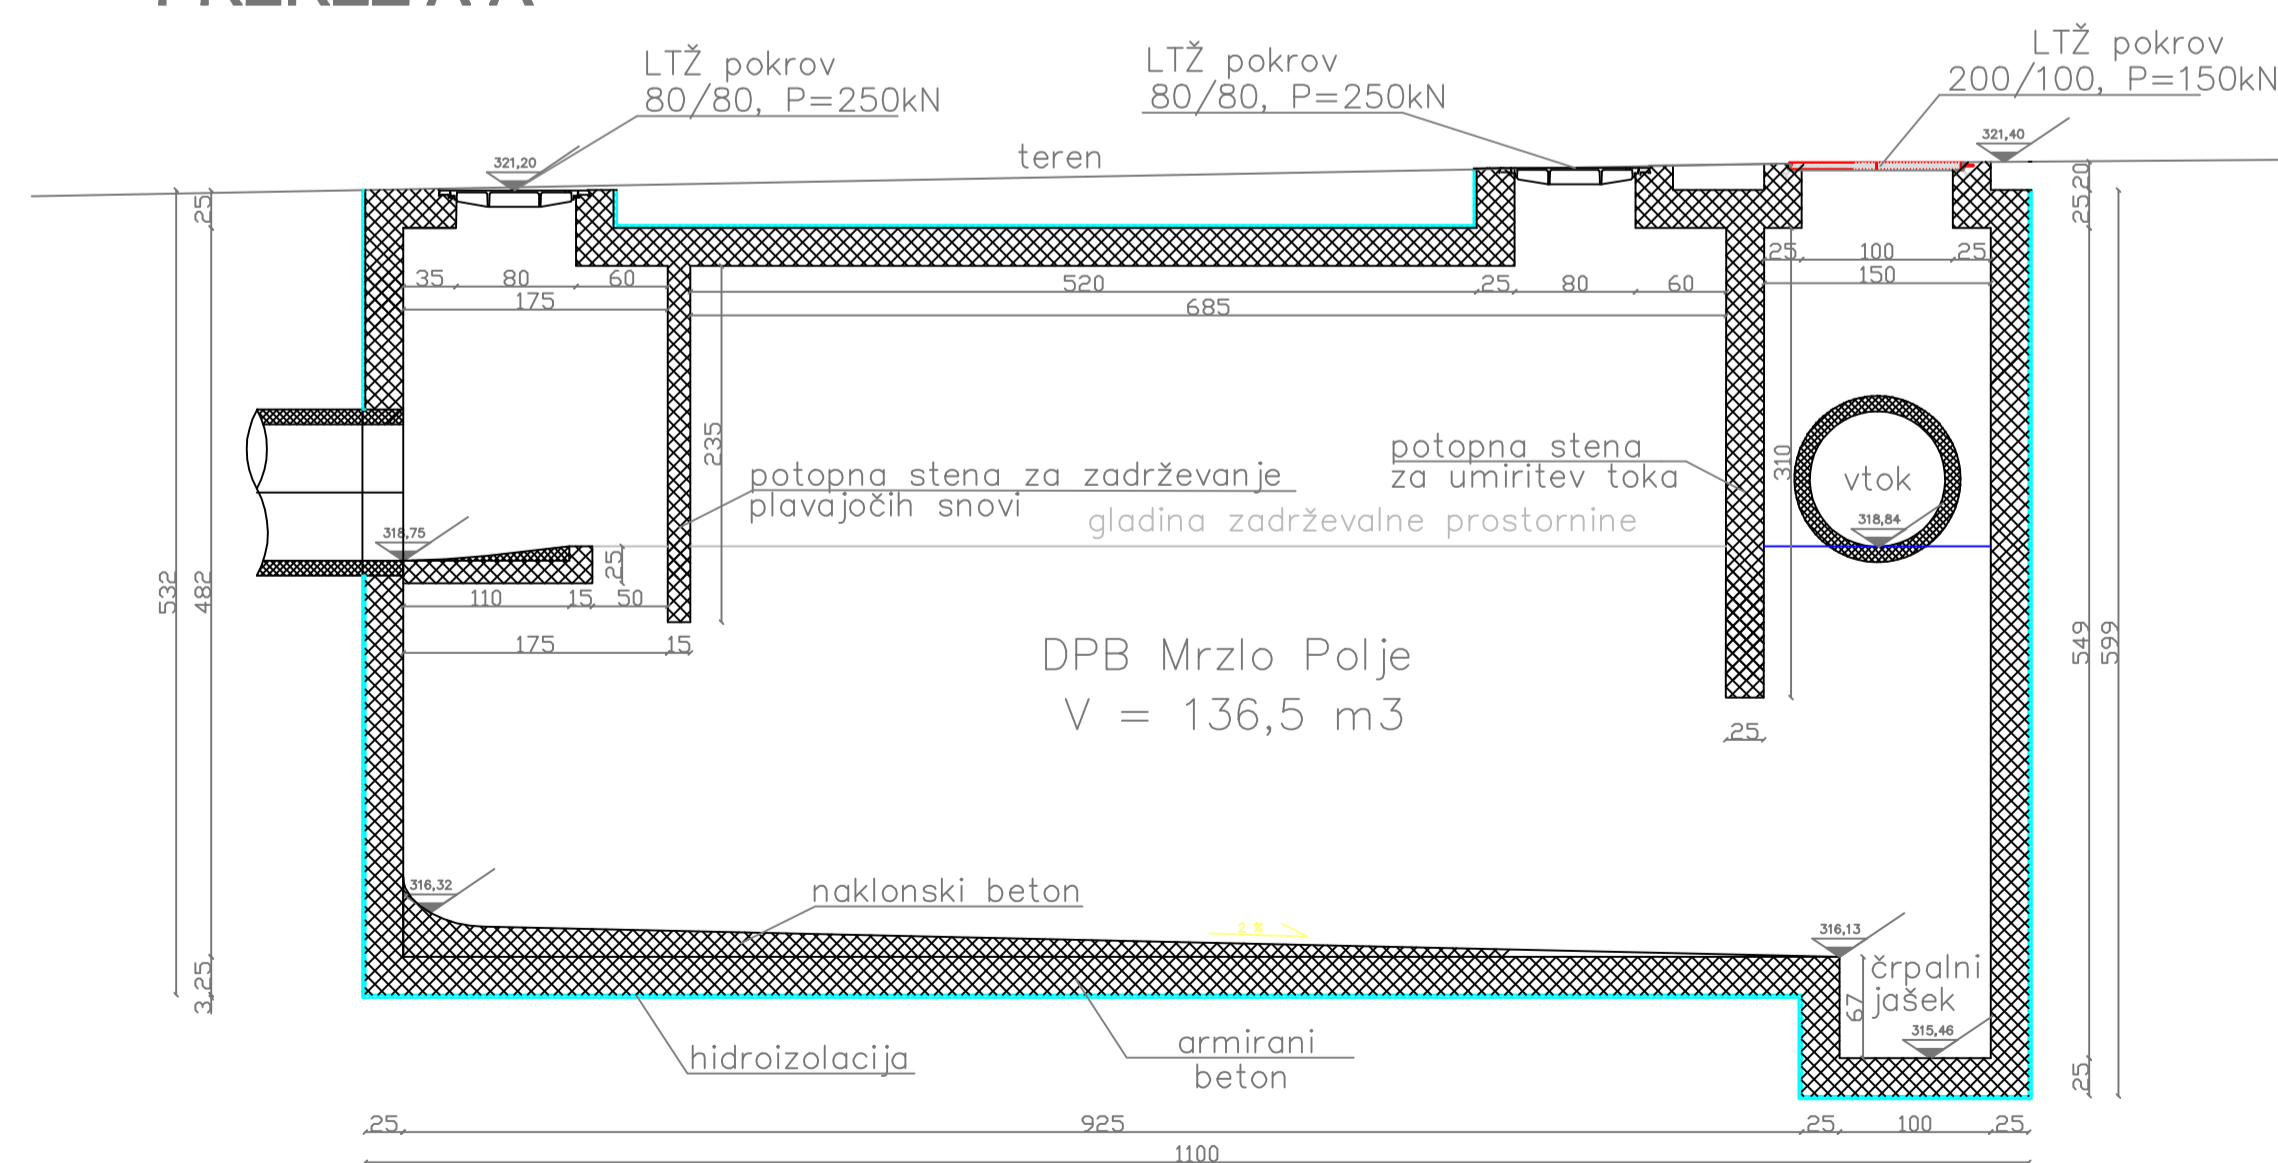 LTŽ pokrov
80/80, P=250kN
LTŽ pokrov
80/80, P=250kN
LTŽ pokrov
200/100, P=150kN
321,20
teren
321,40
25
25,20
35 80 60
175
520 25 80 60
685
25 100 25
150
235
potopna stena za zadrževanje
plavajočih snovi
potopna stena
za umiritev toka
310
vtok
gladina zadrževalne prostornine
318,75
318,84
25
110 15 50
175 15
532
482
DPB Mrzlo Polje
V = 136,5 m3
25
549
599
316,32
naklonski beton
2 %
316,13
črpalni
jašek
67
315,46
3,25
hidroizolacija
armirani
beton
25
25 925 25 100 25
1100